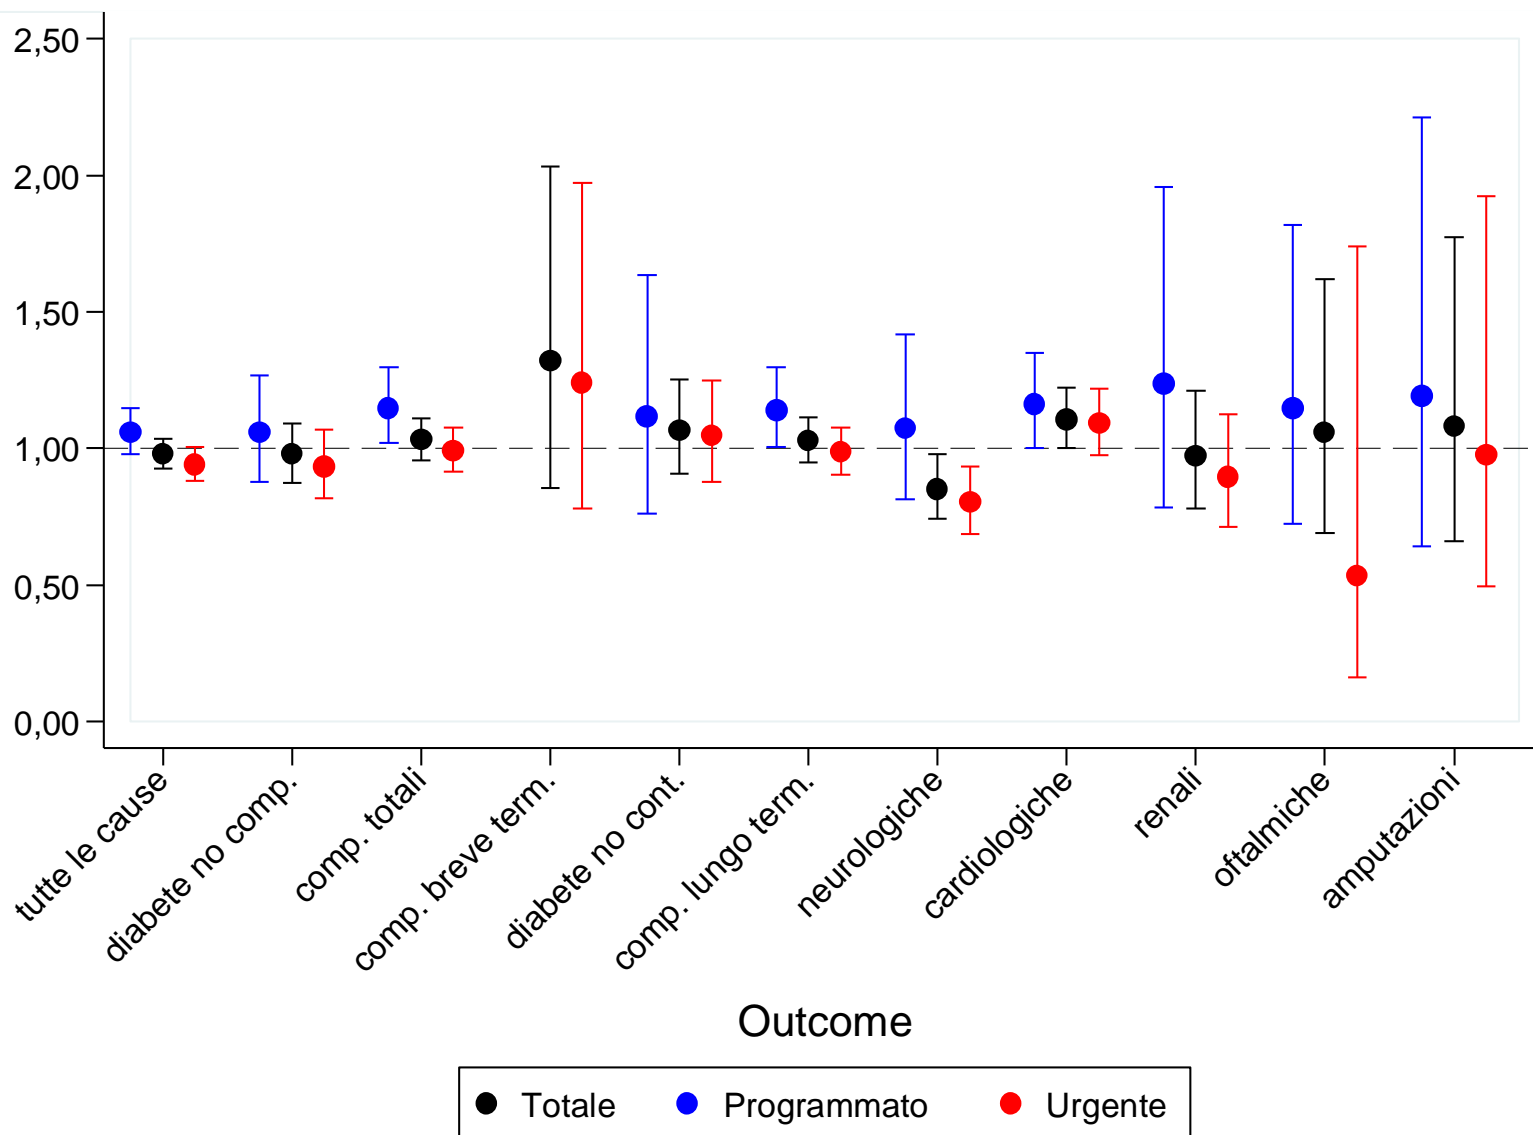 2,50
2,00
1,50
1,00
0,50
0,00
tutte le cause
diabete no comp.
comp. totali
comp. breve term.
diabete no cont.
comp. lungo term.
neurologiche
cardiologiche
renali
oftalmiche
amputazioni
Outcome
Totale Programmato Urgente